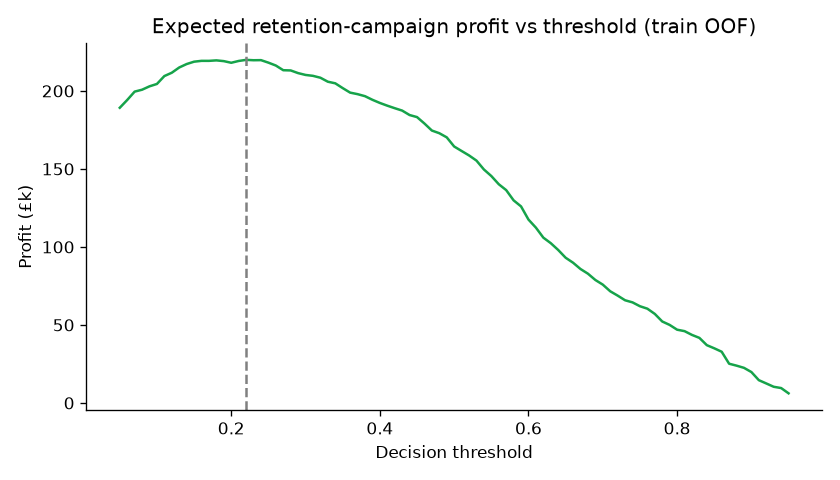 Expected retention-campaign profit vs threshold (train OOF)
Profit (£k)
200
150
100
50
0
0.2 0.4 0.6 0.8
Decision threshold